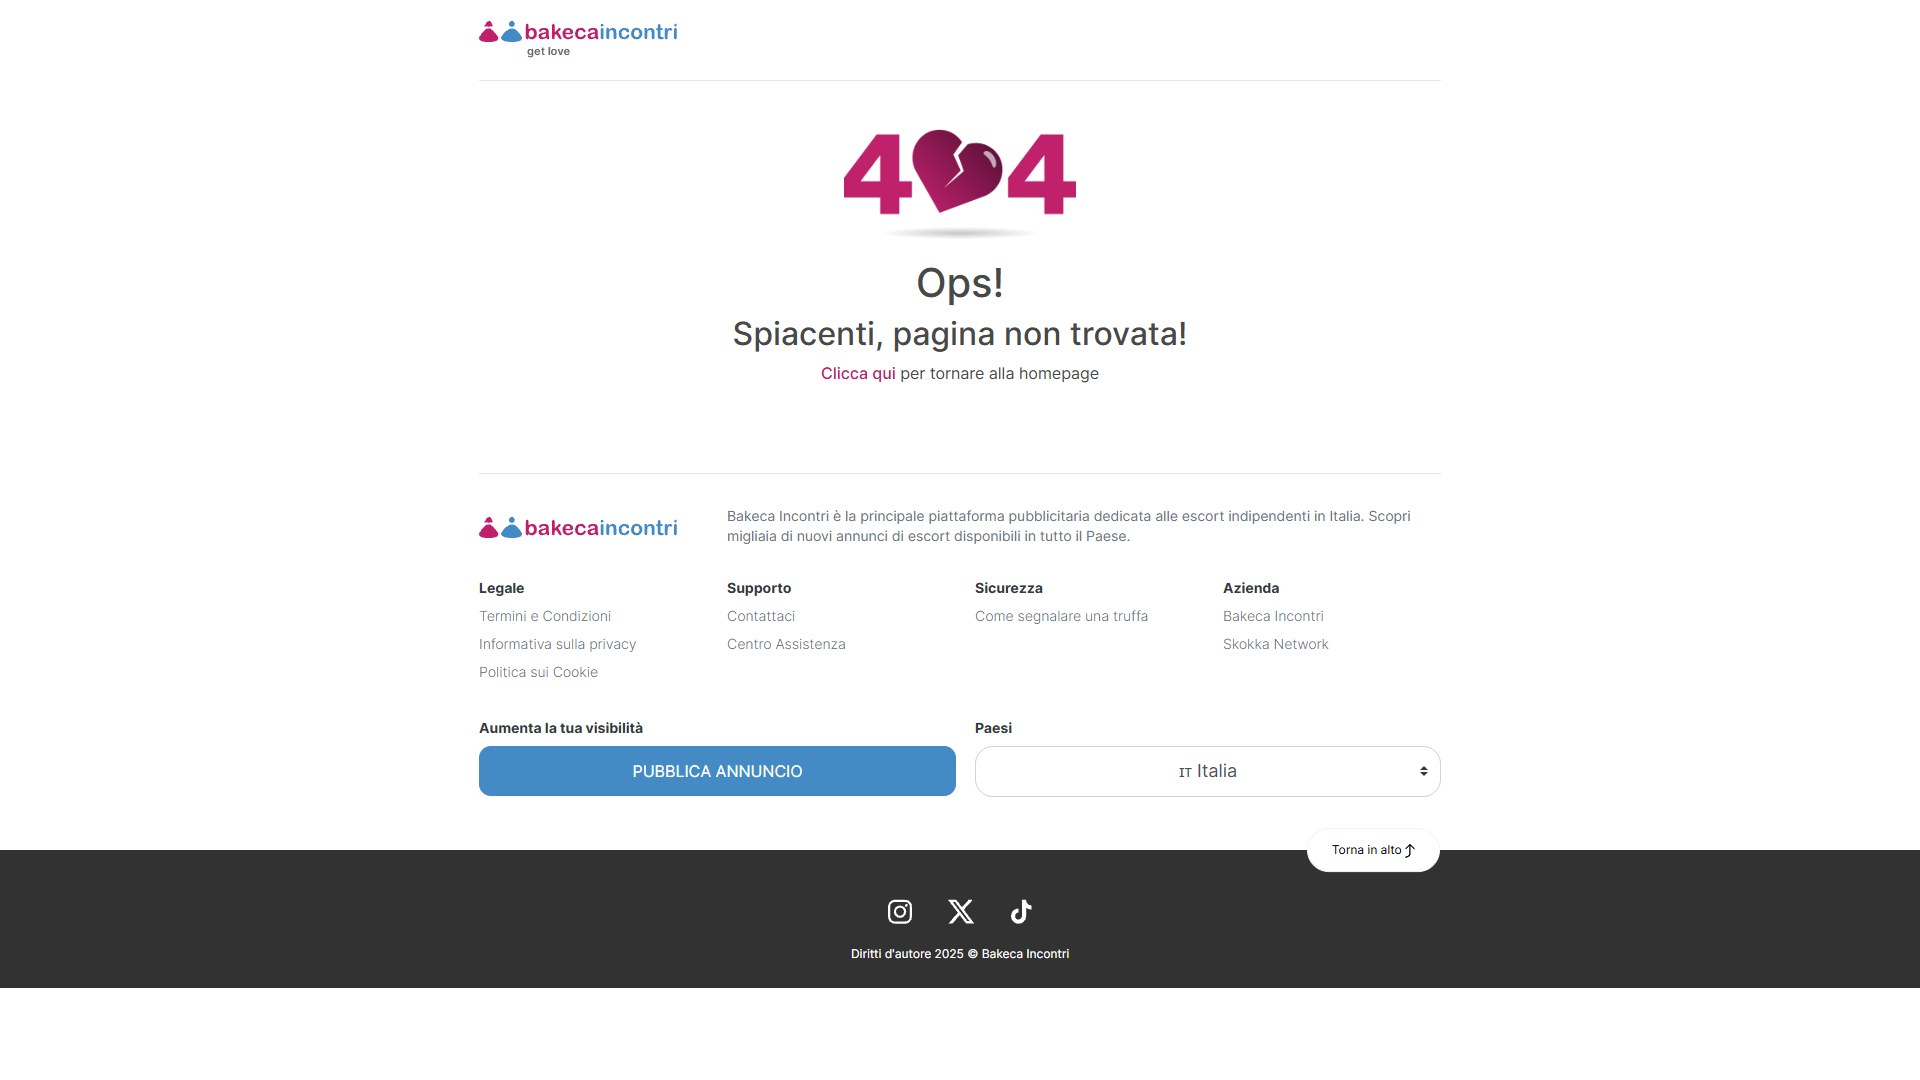 bakecaincontri
get love
4 4
Ops!
Spiacenti, pagina non trovata!
Clicca qui per tornare alla homepage
bakecaincontri
Bakeca Incontri è la principale piattaforma pubblicitaria dedicata alle escort indipendenti in Italia. Scopri
migliaia di nuovi annunci di escort disponibili in tutto il Paese.
Legale
Termini e Condizioni
Informativa sulla privacy
Politica sui Cookie
Supporto
Contattaci
Centro Assistenza
Sicurezza
Come segnalare una truffa
Azienda
Bakeca Incontri
Skokka Network
Aumenta la tua visibilità
PUBBLICA ANNUNCIO
Paesi
IT Italia
Torna in alto
Diritti d'autore 2025 © Bakeca Incontri